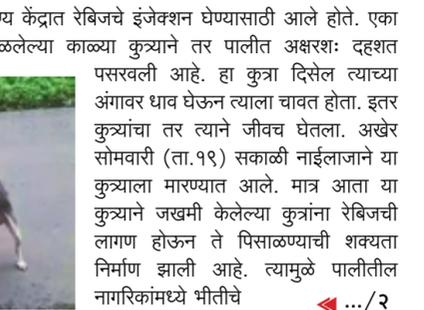 केंद्रात रेबिजचे इंजेक्शन घेण्यासाठी आले होते. एका
काळ्या कुत्र्याने तर पालीत अक्षरशः दहशत
पसरवली आहे. हा कुत्रा दिसेल त्याच्या
अंगावर धाव घेऊन त्याला चावत होता. इतर
कुत्र्यांचा तर त्याने जीवच घेतला. अखेर
सोमवारी (ता.१९) सकाळी नाईलाजाने या
कुत्र्याला मारण्यात आले. मात्र आता या
कुत्र्याने जखमी केलेल्या कुत्रांना रेबिजची
लागण होऊन ते पिसाळण्याची शक्यता
निर्माण झाली आहे. त्यामुळे पालीतील
नागरिकांमध्ये भीतीचे .../२